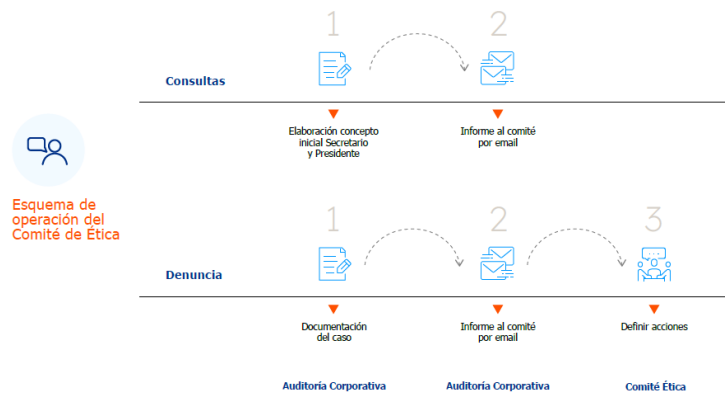 1
2
Consultas
Elaboración concepto
inicial Secretario
y Presidente
Informe al comité
por email
Esquema de
operación del
Comité de Ética
1
2
3
Denuncia
Documentación
del caso
Informe al comité
por email
Definir acciones
Auditoría Corporativa
Auditoría Corporativa
Comité Ética